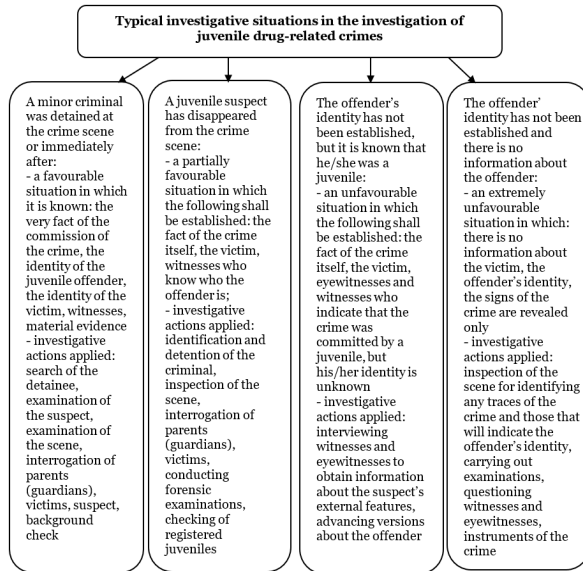 Typical investigative situations in the investigation of
juvenile drug-related crimes
A minor criminal
was detained at
the crime scene
or immediately
after:
- a favourable
situation in which
it is known: the
very fact of the
commission of
the crime, the
identity of the
juvenile offender,
the identity of the
victim, witnesses,
material evidence
- investigative
actions applied:
search of the
detainee,
examination of
the suspect,
examination of
the scene,
interrogation of
parents
(guardians),
victims, suspect,
background
check
A juvenile suspect
has disappeared
from the crime
scene:
- a partially
favourable
situation in which
the following shall
be established: the
fact of the crime
itself, the victim,
witnesses who
know who the
offender is;
- investigative
actions applied:
identification and
detention of the
criminal,
inspection of the
scene,
interrogation of
parents
(guardians),
victims,
conducting
forensic
examinations,
checking of
registered
juveniles
The offender's
identity has not
been established,
but it is known that
he/she was a
juvenile:
- an unfavourable
situation in which
the following shall
be established: the
fact of the crime
itself, the victim,
eyewitnesses and
witnesses who
indicate that the
crime was
committed by a
juvenile, but
his/her identity is
unknown
- investigative
actions applied:
interviewing
witnesses and
eyewitnesses to
obtain information
about the suspect's
external features,
advancing versions
about the offender
The offender'
identity has not been
established and
there is no
information about
the offender:
- an extremely
unfavourable
situation in which:
there is no
information about
the victim, the
offender's identity,
the signs of the
crime are revealed
only
- investigative
actions applied:
inspection of the
scene for identifying
any traces of the
crime and those that
will indicate the
offender's identity,
carrying out
examinations,
questioning
witnesses and
eyewitnesses,
instruments of the
crime